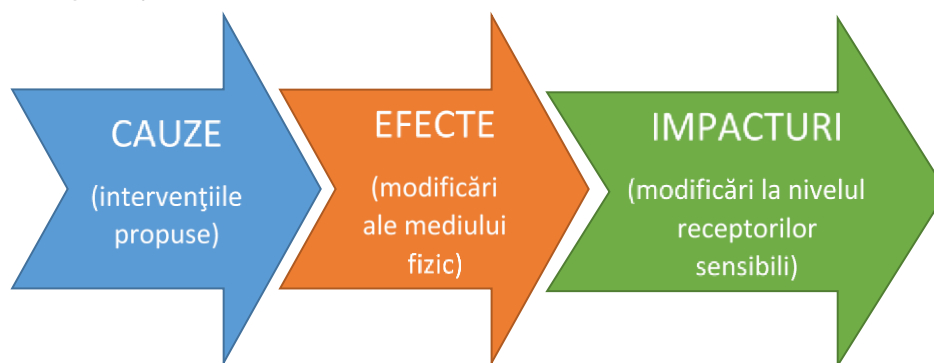 CAUZE
(intervenţiile
propuse)
EFECTE
(modificări
ale mediului
fizic)
IMPACTURI
(modificări la nivelul
receptorilor
sensibili)